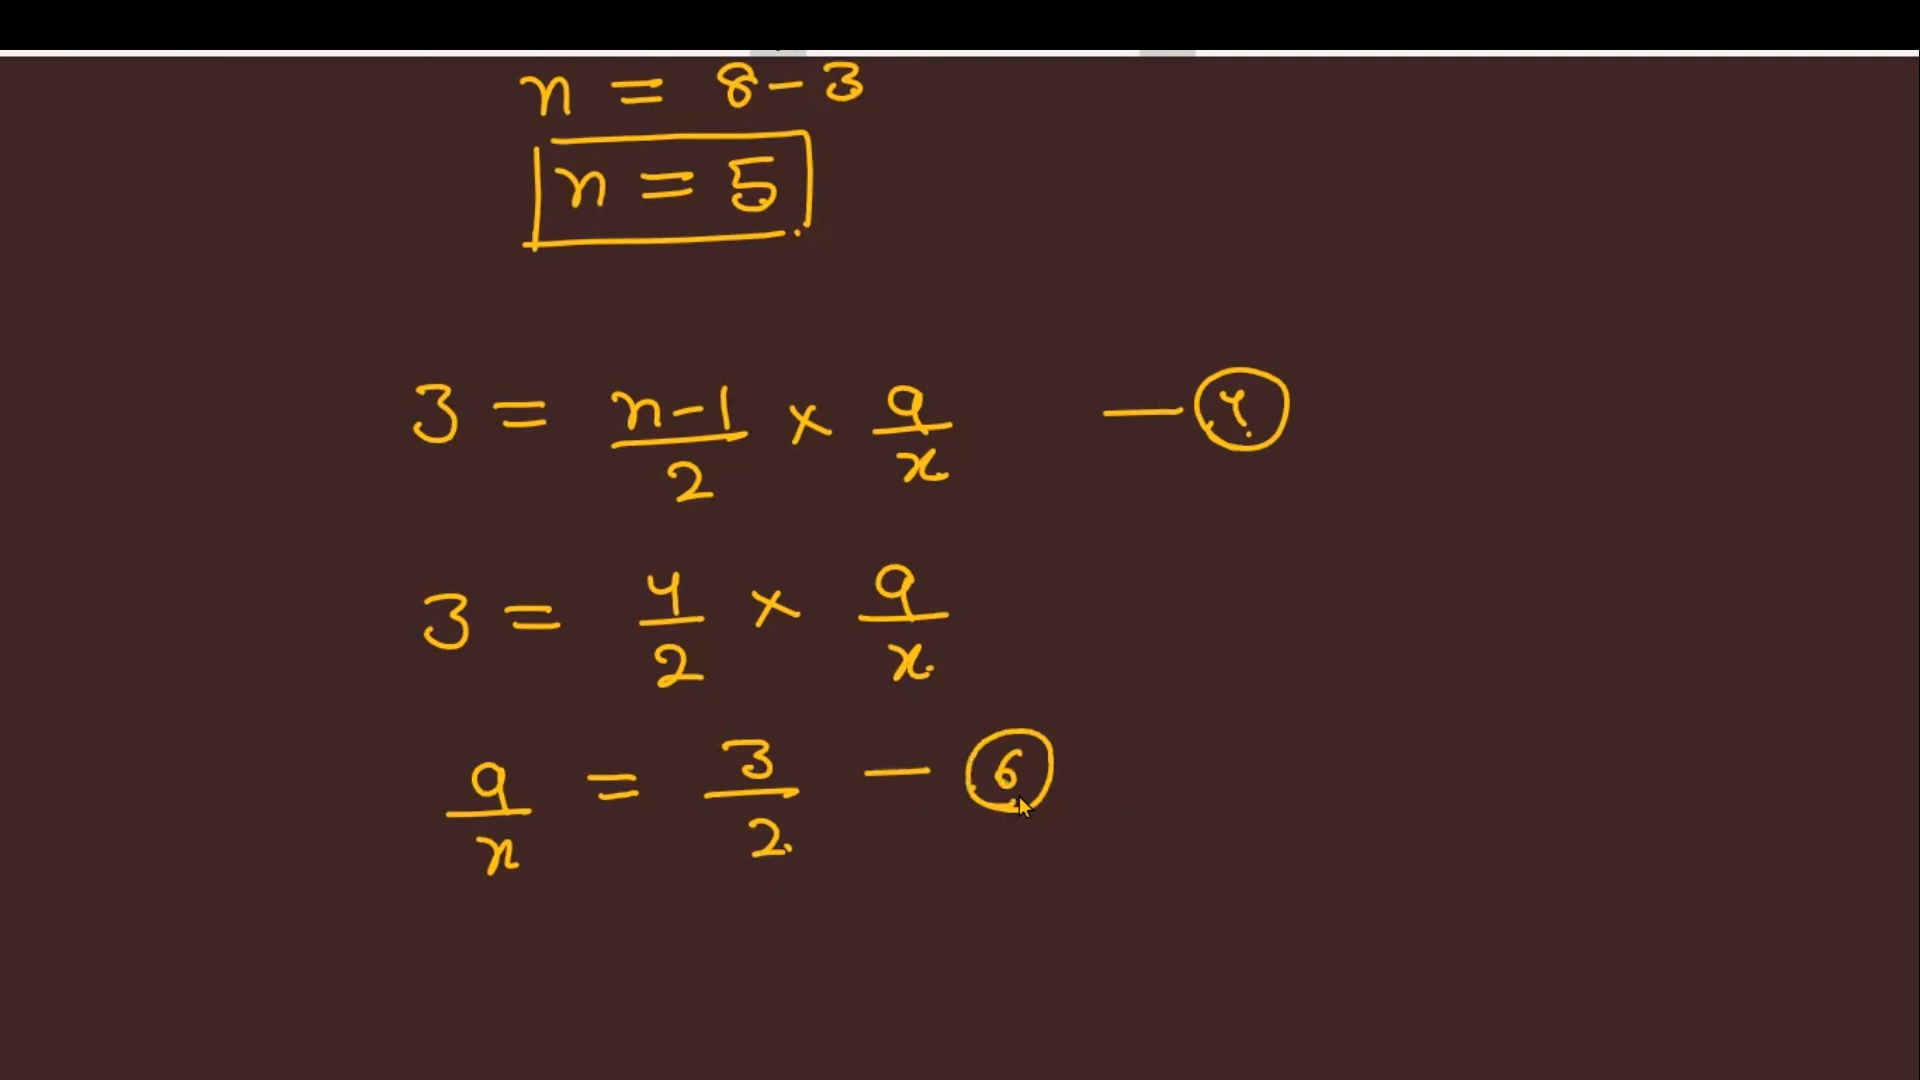 n = 8 - 3
n = 5
3 = n-1/2 × a/x — (4)
3 = 4/2 × a/x
a/x = 3/2 — (6)